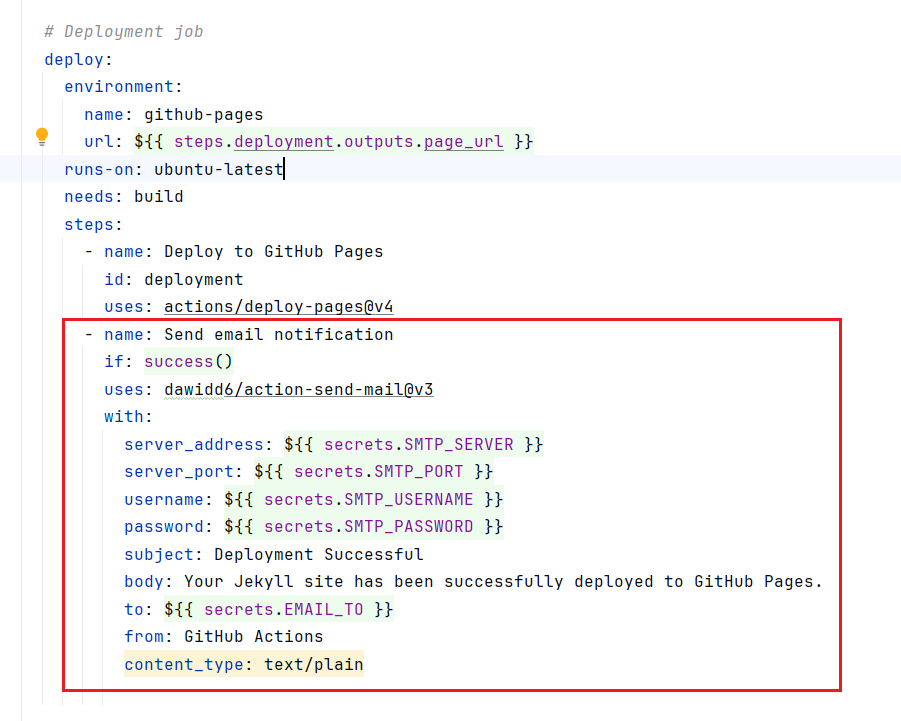 # Deployment job
deploy:
environment:
name: github-pages
url: ${{ steps.deployment.outputs.page_url }}
runs-on: ubuntu-latest
needs: build
steps:
- name: Deploy to GitHub Pages
id: deployment
uses: actions/deploy-pages@v4
- name: Send email notification
if: success()
uses: dawidd6/action-send-mail@v3
with:
server_address: ${{ secrets.SMTP_SERVER }}
server_port: ${{ secrets.SMTP_PORT }}
username: ${{ secrets.SMTP_USERNAME }}
password: ${{ secrets.SMTP_PASSWORD }}
subject: Deployment Successful
body: Your Jekyll site has been successfully deployed to GitHub Pages.
to: ${{ secrets.EMAIL_TO }}
from: GitHub Actions
content_type: text/plain